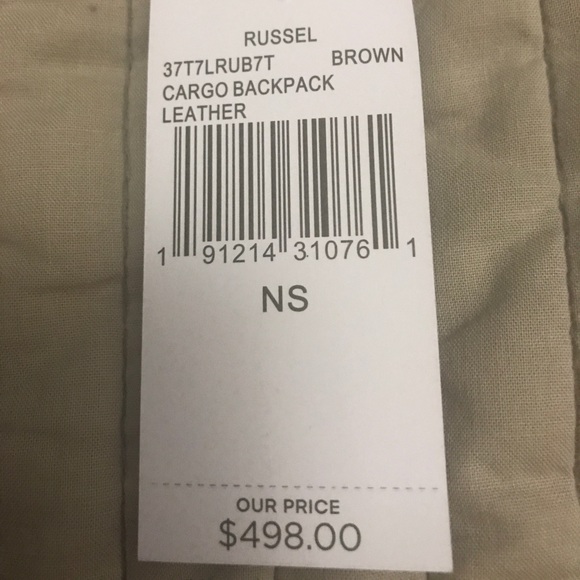 RUSSEL
37T7LRUB7T BROWN
CARGO BACKPACK
LEATHER
1 91214 31076 1
NS
OUR PRICE
$498.00